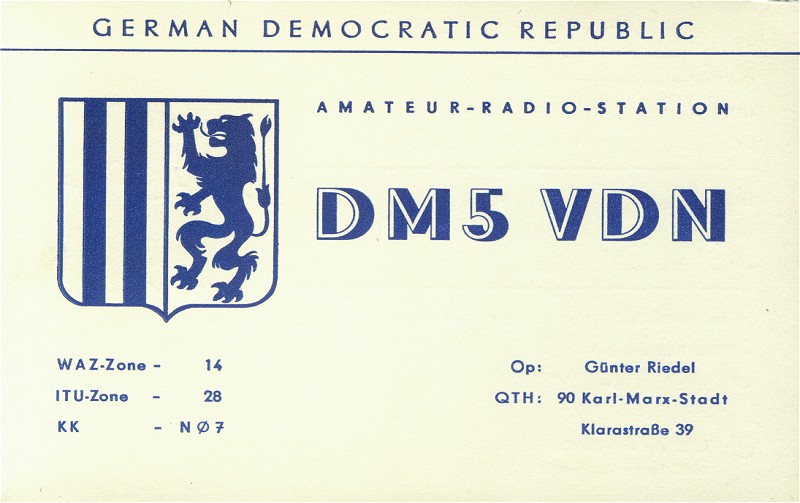 GERMAN DEMOCRATIC REPUBLIC
AMATEUR-RADIO-STATION
DM5 VDN
WAZ-Zone - 14
ITU-Zone - 28
KK - NØ7
Op: Günter Riedel
QTH: 90 Karl-Marx-Stadt
Klarastraße 39